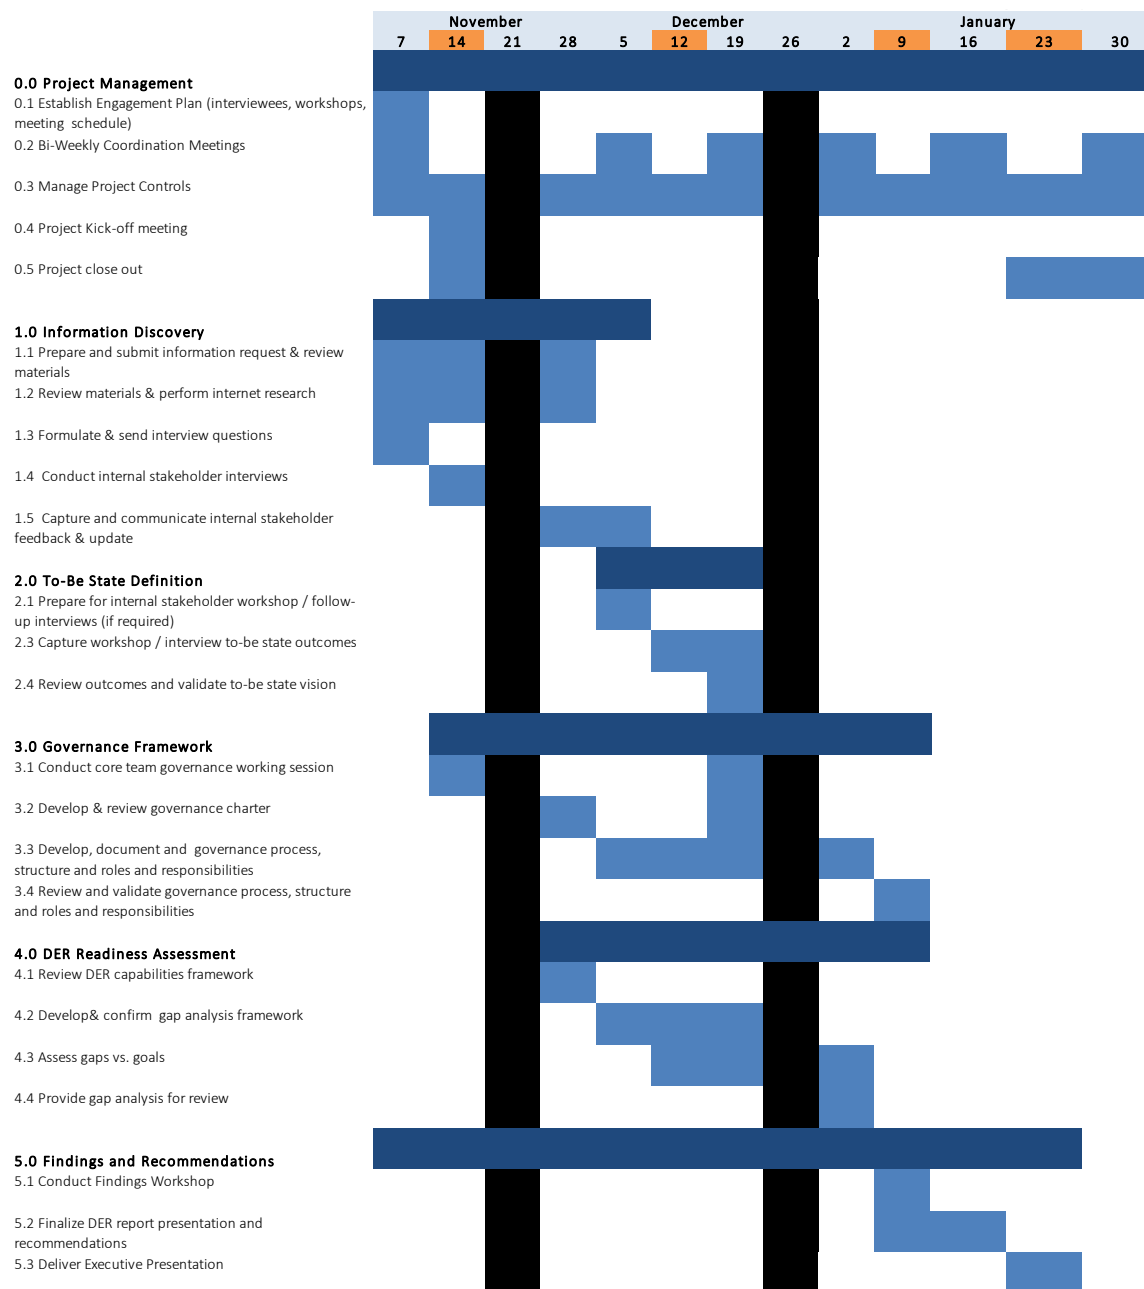 November December January
7 14 21 28 5 12 19 26 2 9 16 23 30
0.0 Project Management
0.1 Establish Engagement Plan (interviewees, workshops,
meeting schedule)
0.2 Bi-Weekly Coordination Meetings
0.3 Manage Project Controls
0.4 Project Kick-off meeting
0.5 Project close out
1.0 Information Discovery
1.1 Prepare and submit information request & review
materials
1.2 Review materials & perform internet research
1.3 Formulate & send interview questions
1.4 Conduct internal stakeholder interviews
1.5 Capture and communicate internal stakeholder
feedback & update
2.0 To-Be State Definition
2.1 Prepare for internal stakeholder workshop / follow-
up interviews (if required)
2.3 Capture workshop / interview to-be state outcomes
2.4 Review outcomes and validate to-be state vision
3.0 Governance Framework
3.1 Conduct core team governance working session
3.2 Develop & review governance charter
3.3 Develop, document and governance process,
structure and roles and responsibilities
3.4 Review and validate governance process, structure
and roles and responsibilities
4.0 DER Readiness Assessment
4.1 Review DER capabilities framework
4.2 Develop& confirm gap analysis framework
4.3 Assess gaps vs. goals
4.4 Provide gap analysis for review
5.0 Findings and Recommendations
5.1 Conduct Findings Workshop
5.2 Finalize DER report presentation and
recommendations
5.3 Deliver Executive Presentation